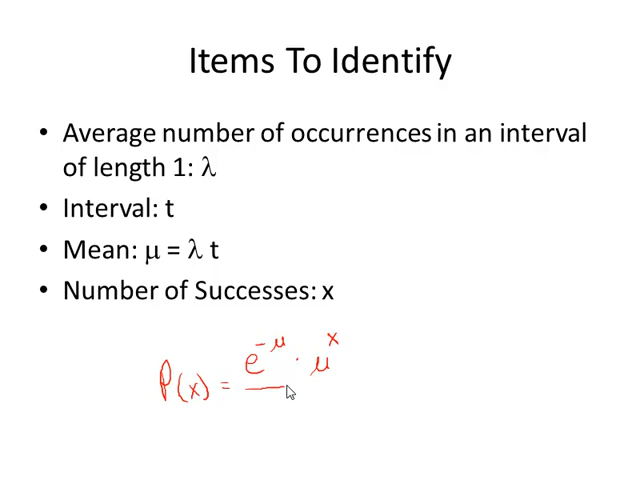 Items To Identify
• Average number of occurrences in an interval
of length 1: λ
• Interval: t
• Mean: μ = λ t
• Number of Successes: x
e^-μ · μ^x
P(x) =